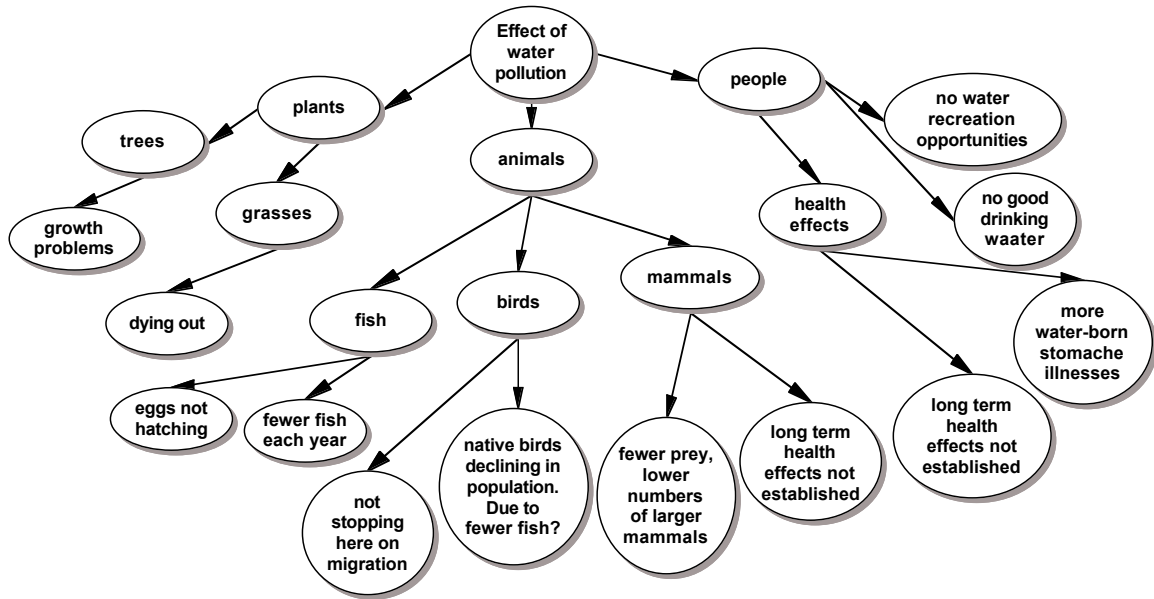 Effect of
water
pollution
people
plants
no water
recreation
opportunities
trees
animals
grasses
health
effects
no good
drinking
waater
growth
problems
mammals
birds
fish
dying out
more
water-born
stomache
illnesses
eggs not
hatching
fewer fish
each year
native birds
declining in
population.
Due to
fewer fish?
fewer prey,
lower
numbers
of larger
mammals
long term
health
effects not
established
long term
health
effects not
established
not
stopping
here on
migration